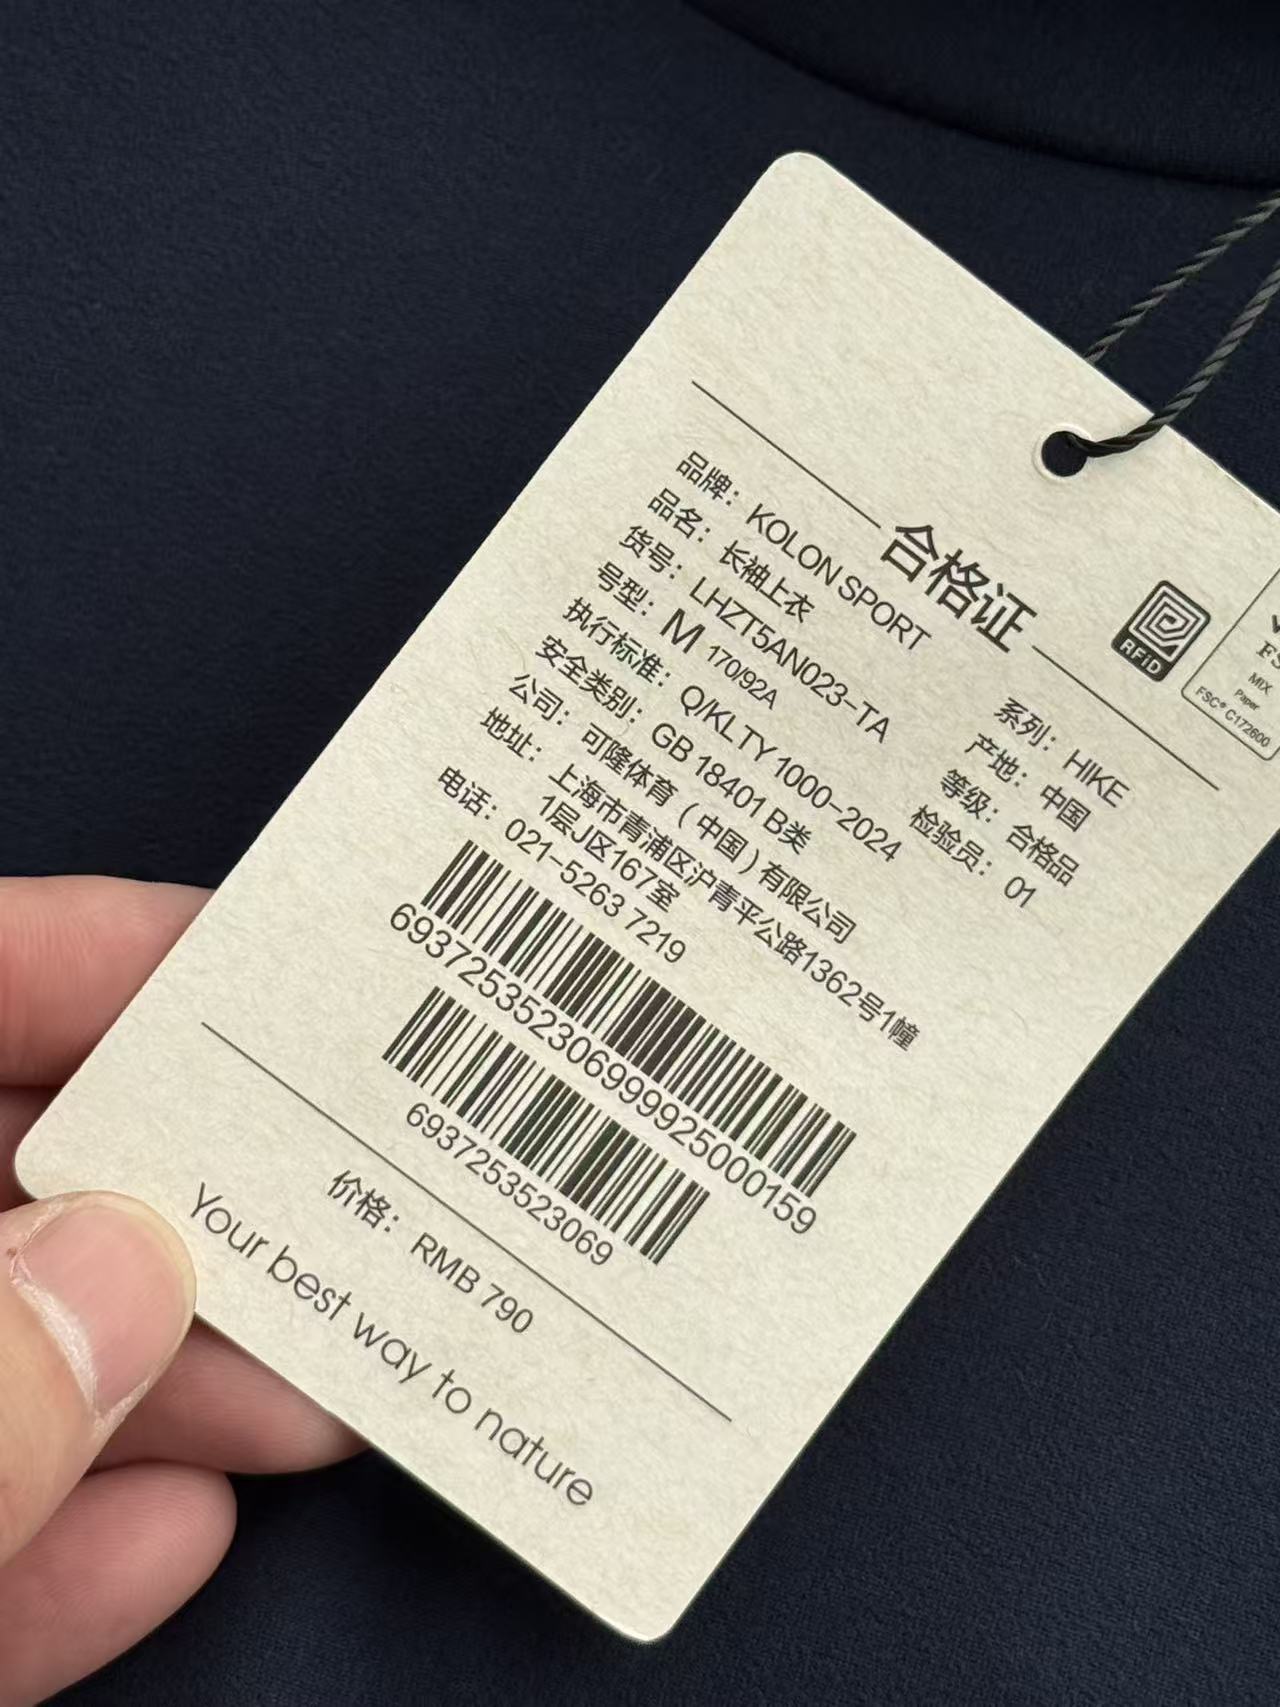 合格证
RFiD
FSC
MIX
Paper
FSC® C172600
品牌：KOLON SPORT
品名：长袖上衣
货号：LHZT5AN023-TA
号型：M 170/92A
执行标准：Q/KLTY 1000-2024
安全类别：GB 18401 B类
公司：可隆体育（中国）有限公司
地址：上海市青浦区沪青平公路1362号1幢
1层J区167室
电话：021-5263 7219
系列：HIKE
产地：中国
等级：合格品
检验员：01
693725352306999925000159
6937253523069
价格：RMB 790
Your best way to nature